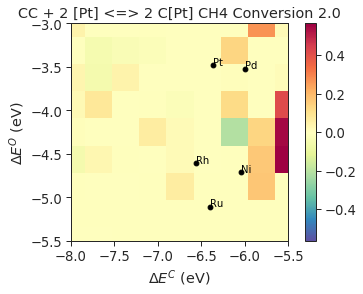 CC + 2 [Pt] <=> 2 C[Pt] CH4 Conversion 2.0
−3.0
−3.5
−4.0
−4.5
−5.0
−5.5
ΔE^O (eV)
Pt
Pd
Rh
Ni
Ru
−8.0 −7.5 −7.0 −6.5 −6.0 −5.5
ΔE^C (eV)
0.4
0.2
0.0
−0.2
−0.4